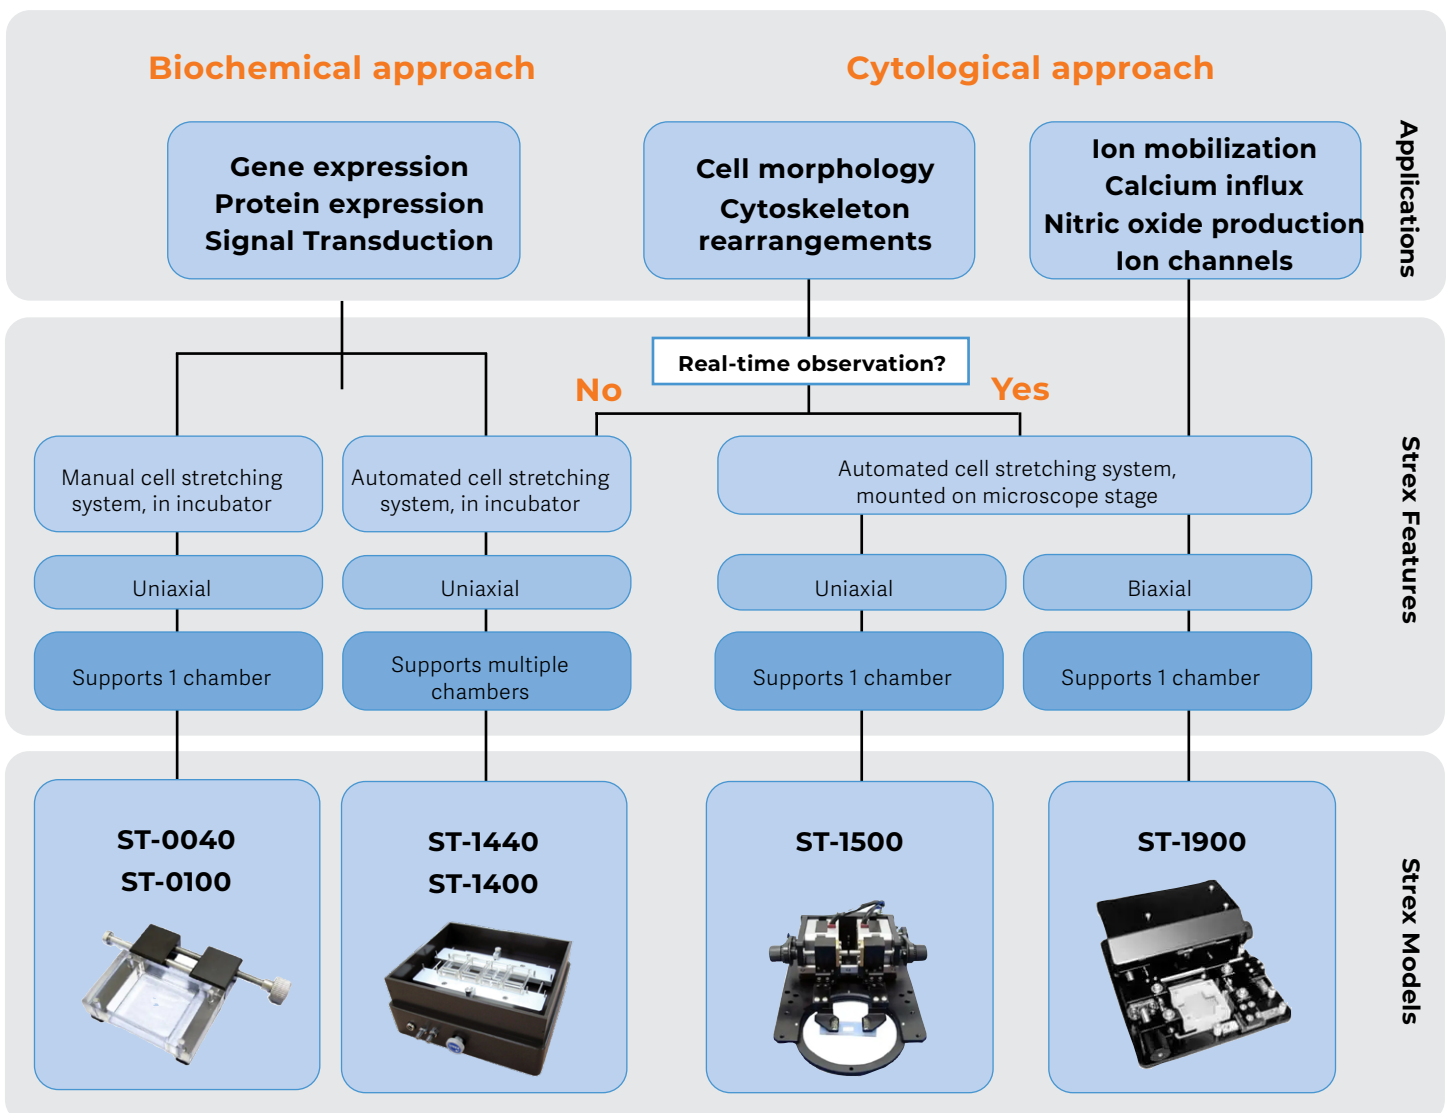 Biochemical approach
Cytological approach
Applications
Gene expression
Protein expression
Signal Transduction
Cell morphology
Cytoskeleton
rearrangements
Ion mobilization
Calcium influx
Nitric oxide production
Ion channels
Real-time observation?
No
Yes
Strex Features
Manual cell stretching
system, in incubator
Automated cell stretching
system, in incubator
Automated cell stretching system,
mounted on microscope stage
Uniaxial
Uniaxial
Uniaxial
Biaxial
Supports 1 chamber
Supports multiple
chambers
Supports 1 chamber
Supports 1 chamber
Strex Models
ST-0040
ST-0100
ST-1440
ST-1400
ST-1500
ST-1900